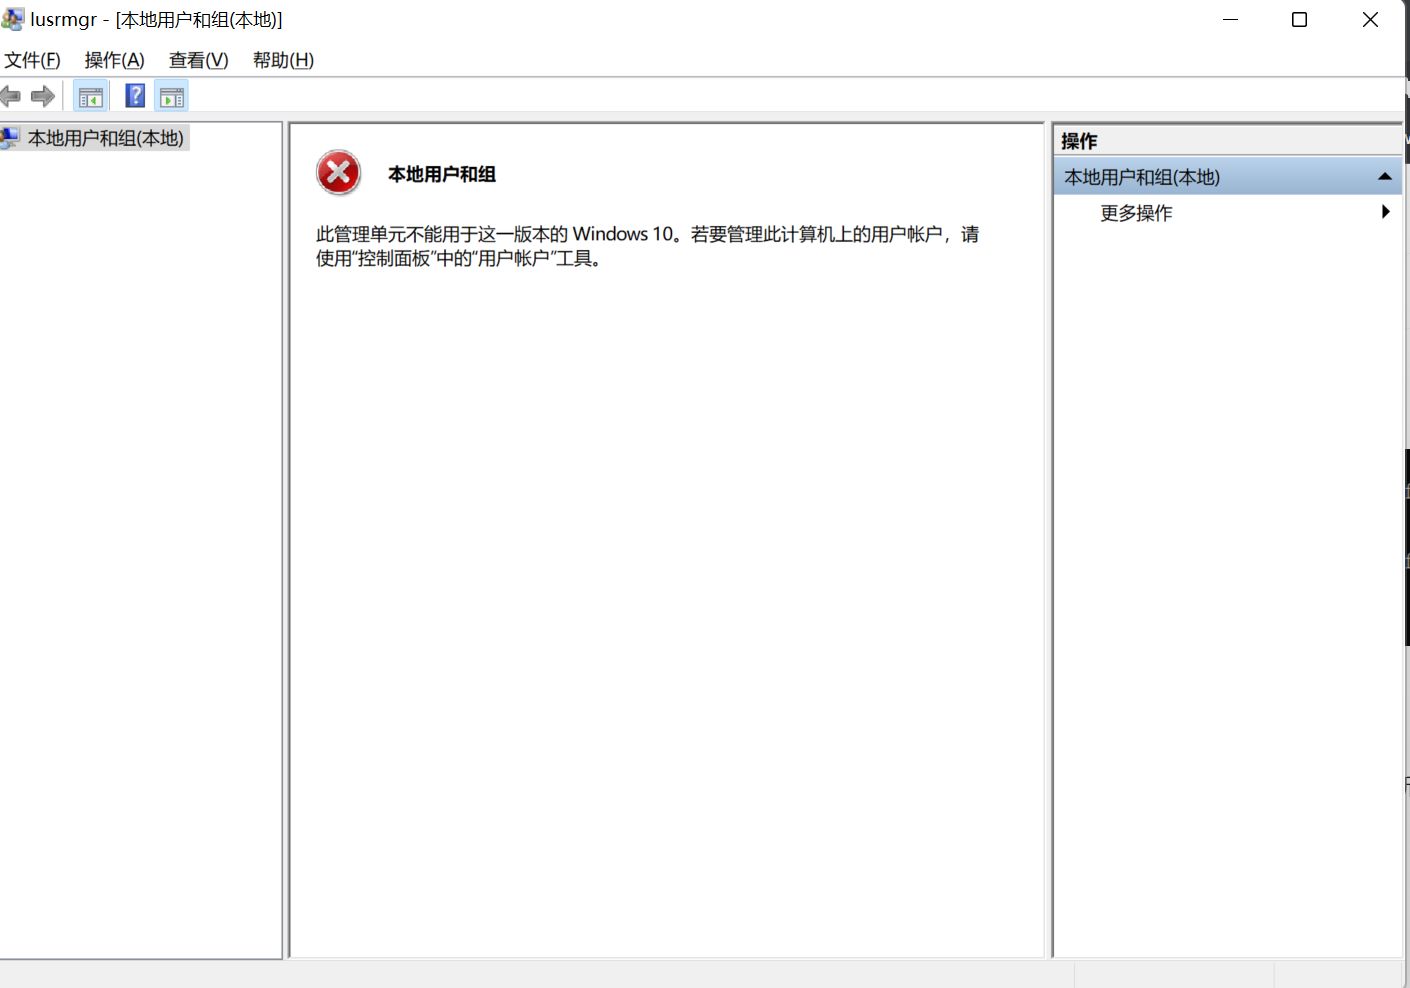 lusrmgr - [本地用户和组(本地)]
文件(F) 操作(A) 查看(V) 帮助(H)
本地用户和组(本地)
本地用户和组
此管理单元不能用于这一版本的 Windows 10。若要管理此计算机上的用户帐户，请
使用“控制面板”中的“用户帐户”工具。
操作
本地用户和组(本地)
更多操作